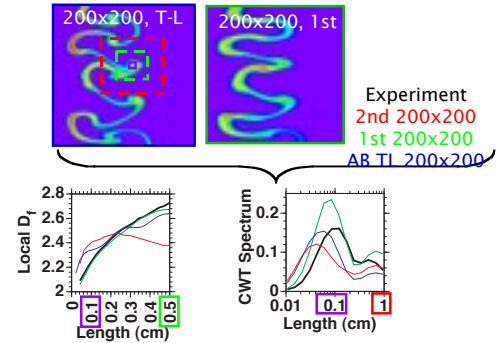 200x200, T-L
200x200, 1st
Experiment
2nd 200x200
1st 200x200
AB TL 200x200
Local Df
2.8
2.6
2.4
2.2
2
0
0.1
0.2
0.3
0.4
0.5
Length (cm)
CWT Spectrum
0.2
0.1
0
0.01
0.1
1
Length (cm)